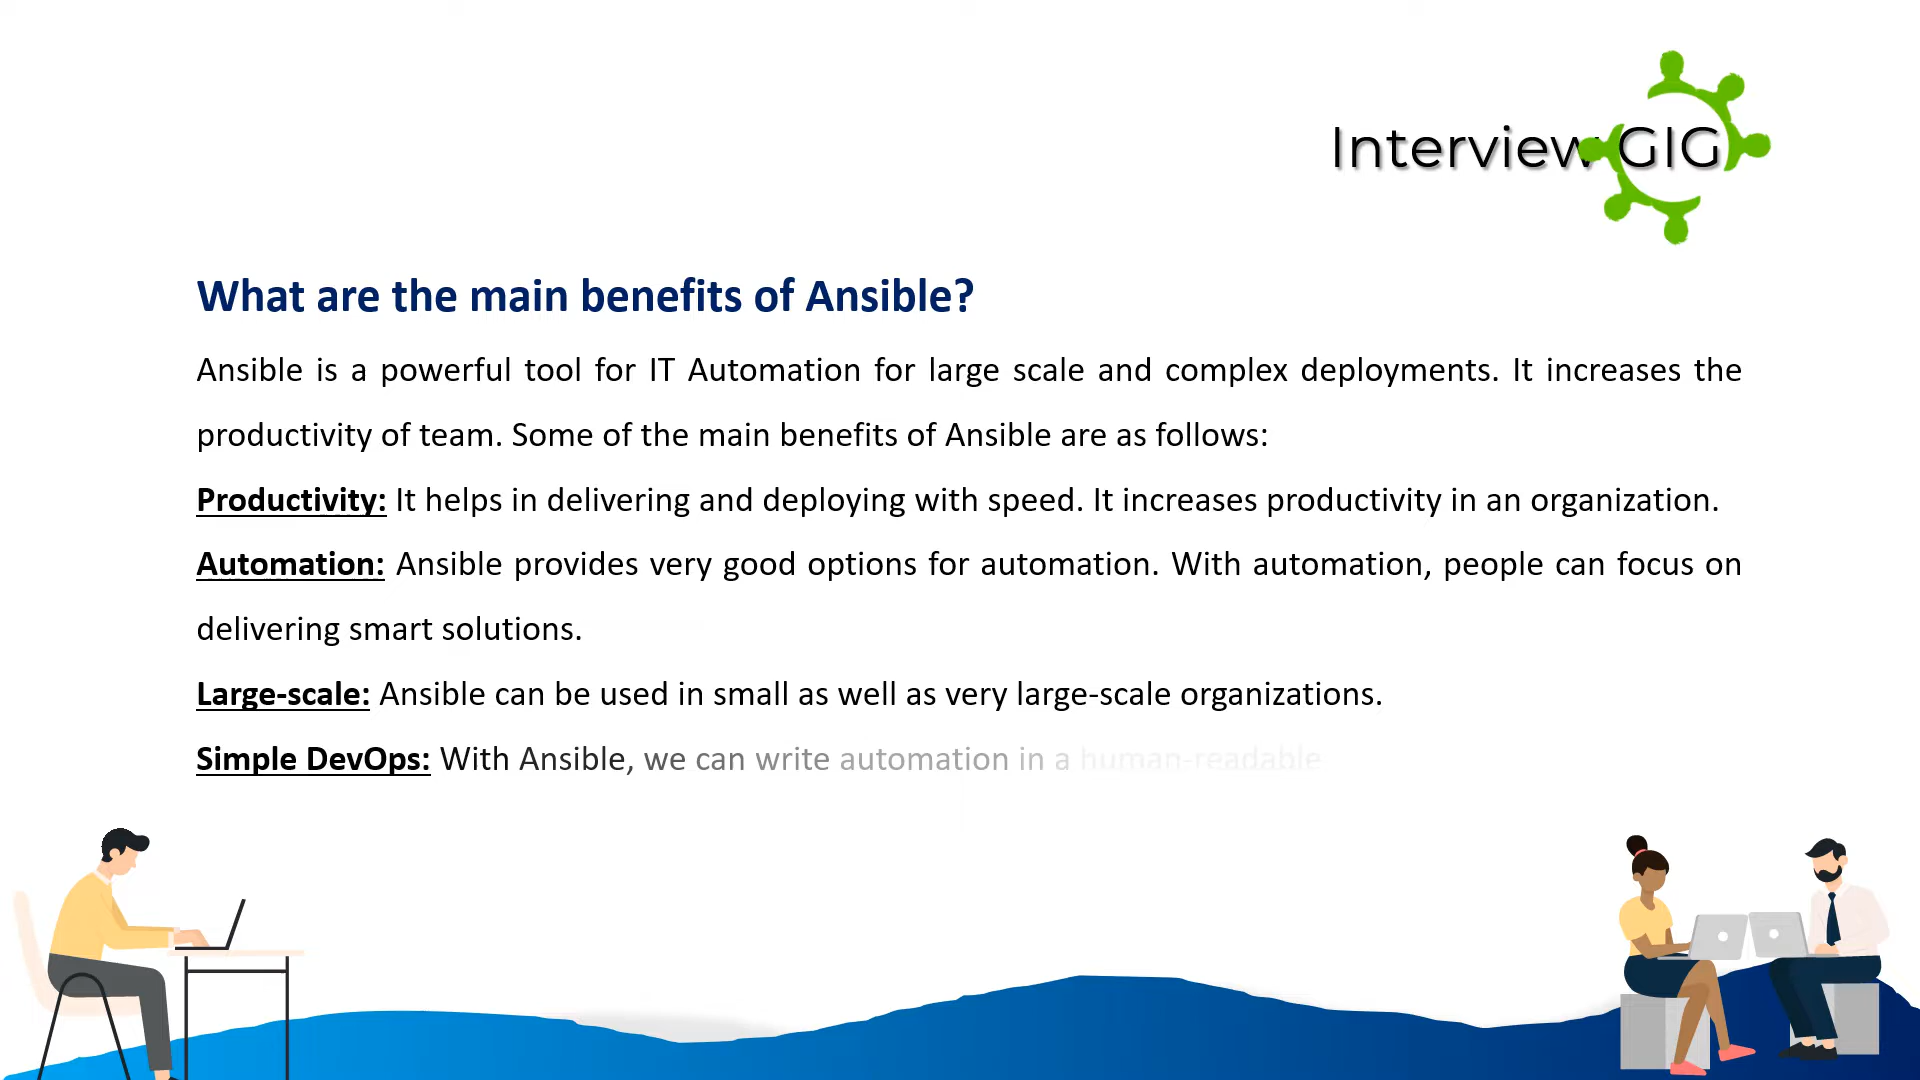 Interview GIG
What are the main benefits of Ansible?
Ansible is a powerful tool for IT Automation for large scale and complex deployments. It increases the
productivity of team. Some of the main benefits of Ansible are as follows:
Productivity: It helps in delivering and deploying with speed. It increases productivity in an organization.
Automation: Ansible provides very good options for automation. With automation, people can focus on
delivering smart solutions.
Large-scale: Ansible can be used in small as well as very large-scale organizations.
Simple DevOps: With Ansible, we can write automation in a human-readable